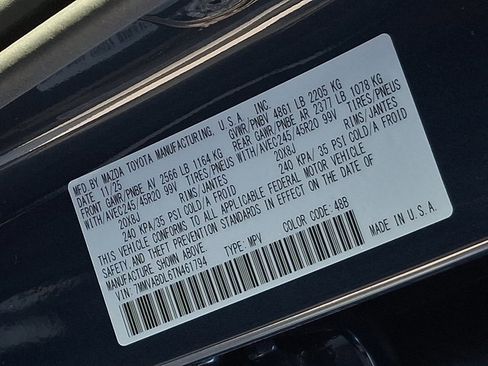 MFD. BY MAZDA TOYOTA MANUFACTURING, U.S.A., INC.
DATE 11/25 GVWR/PNBV 4861 LB 2205 KG
FRONT GAWR/PNBE AV 2566 LB 1164 KG REAR GAWR/PNBE AR 2377 LB 1078 KG
WITH/AVEC245/45R20 99V TIRES/PNEUS WITH/AVEC245/45R20 99V TIRES/PNEUS
20X8J RIMS/JANTES 20X8J RIMS/JANTES
240 KPA/35 PSI COLD/A FROID 240 KPA/35 PSI COLD/A FROID
THIS VEHICLE CONFORMS TO ALL APPLICABLE FEDERAL MOTOR VEHICLE
SAFETY AND THEFT PREVENTION STANDARDS IN EFFECT ON THE DATE OF
MANUFACTURE SHOWN ABOVE.
VIN: 7MMVABDL6TN461794 TYPE: MPV COLOR CODE: 48B
MADE IN U.S.A.